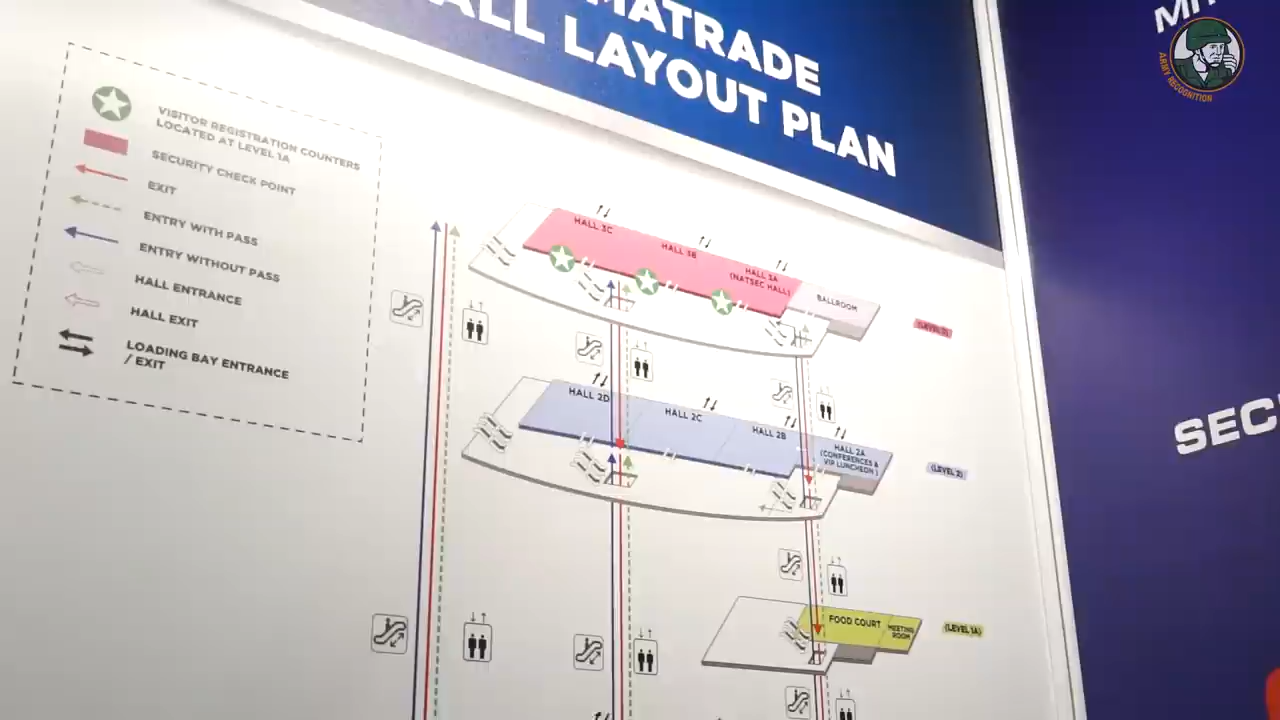 MATRADE
ALL LAYOUT PLAN
VISITOR REGISTRATION COUNTERS
LOCATED AT LEVEL 1A
SECURITY CHECK POINT
EXIT
ENTRY WITH PASS
ENTRY WITHOUT PASS
HALL ENTRANCE
HALL EXIT
LOADING BAY ENTRANCE
/ EXIT
HALL 3C
HALL 3B
HALL 3A
(NATSEC HALL)
BALLROOM
(LEVEL 3)
HALL 2D
HALL 2C
HALL 2B
HALL 2A
(CONFERENCES &
VIP LUNCHEON)
(LEVEL 2)
FOOD COURT
MEETING
ROOM
(LEVEL 1A)
SEC
ARMY RECOGNITION